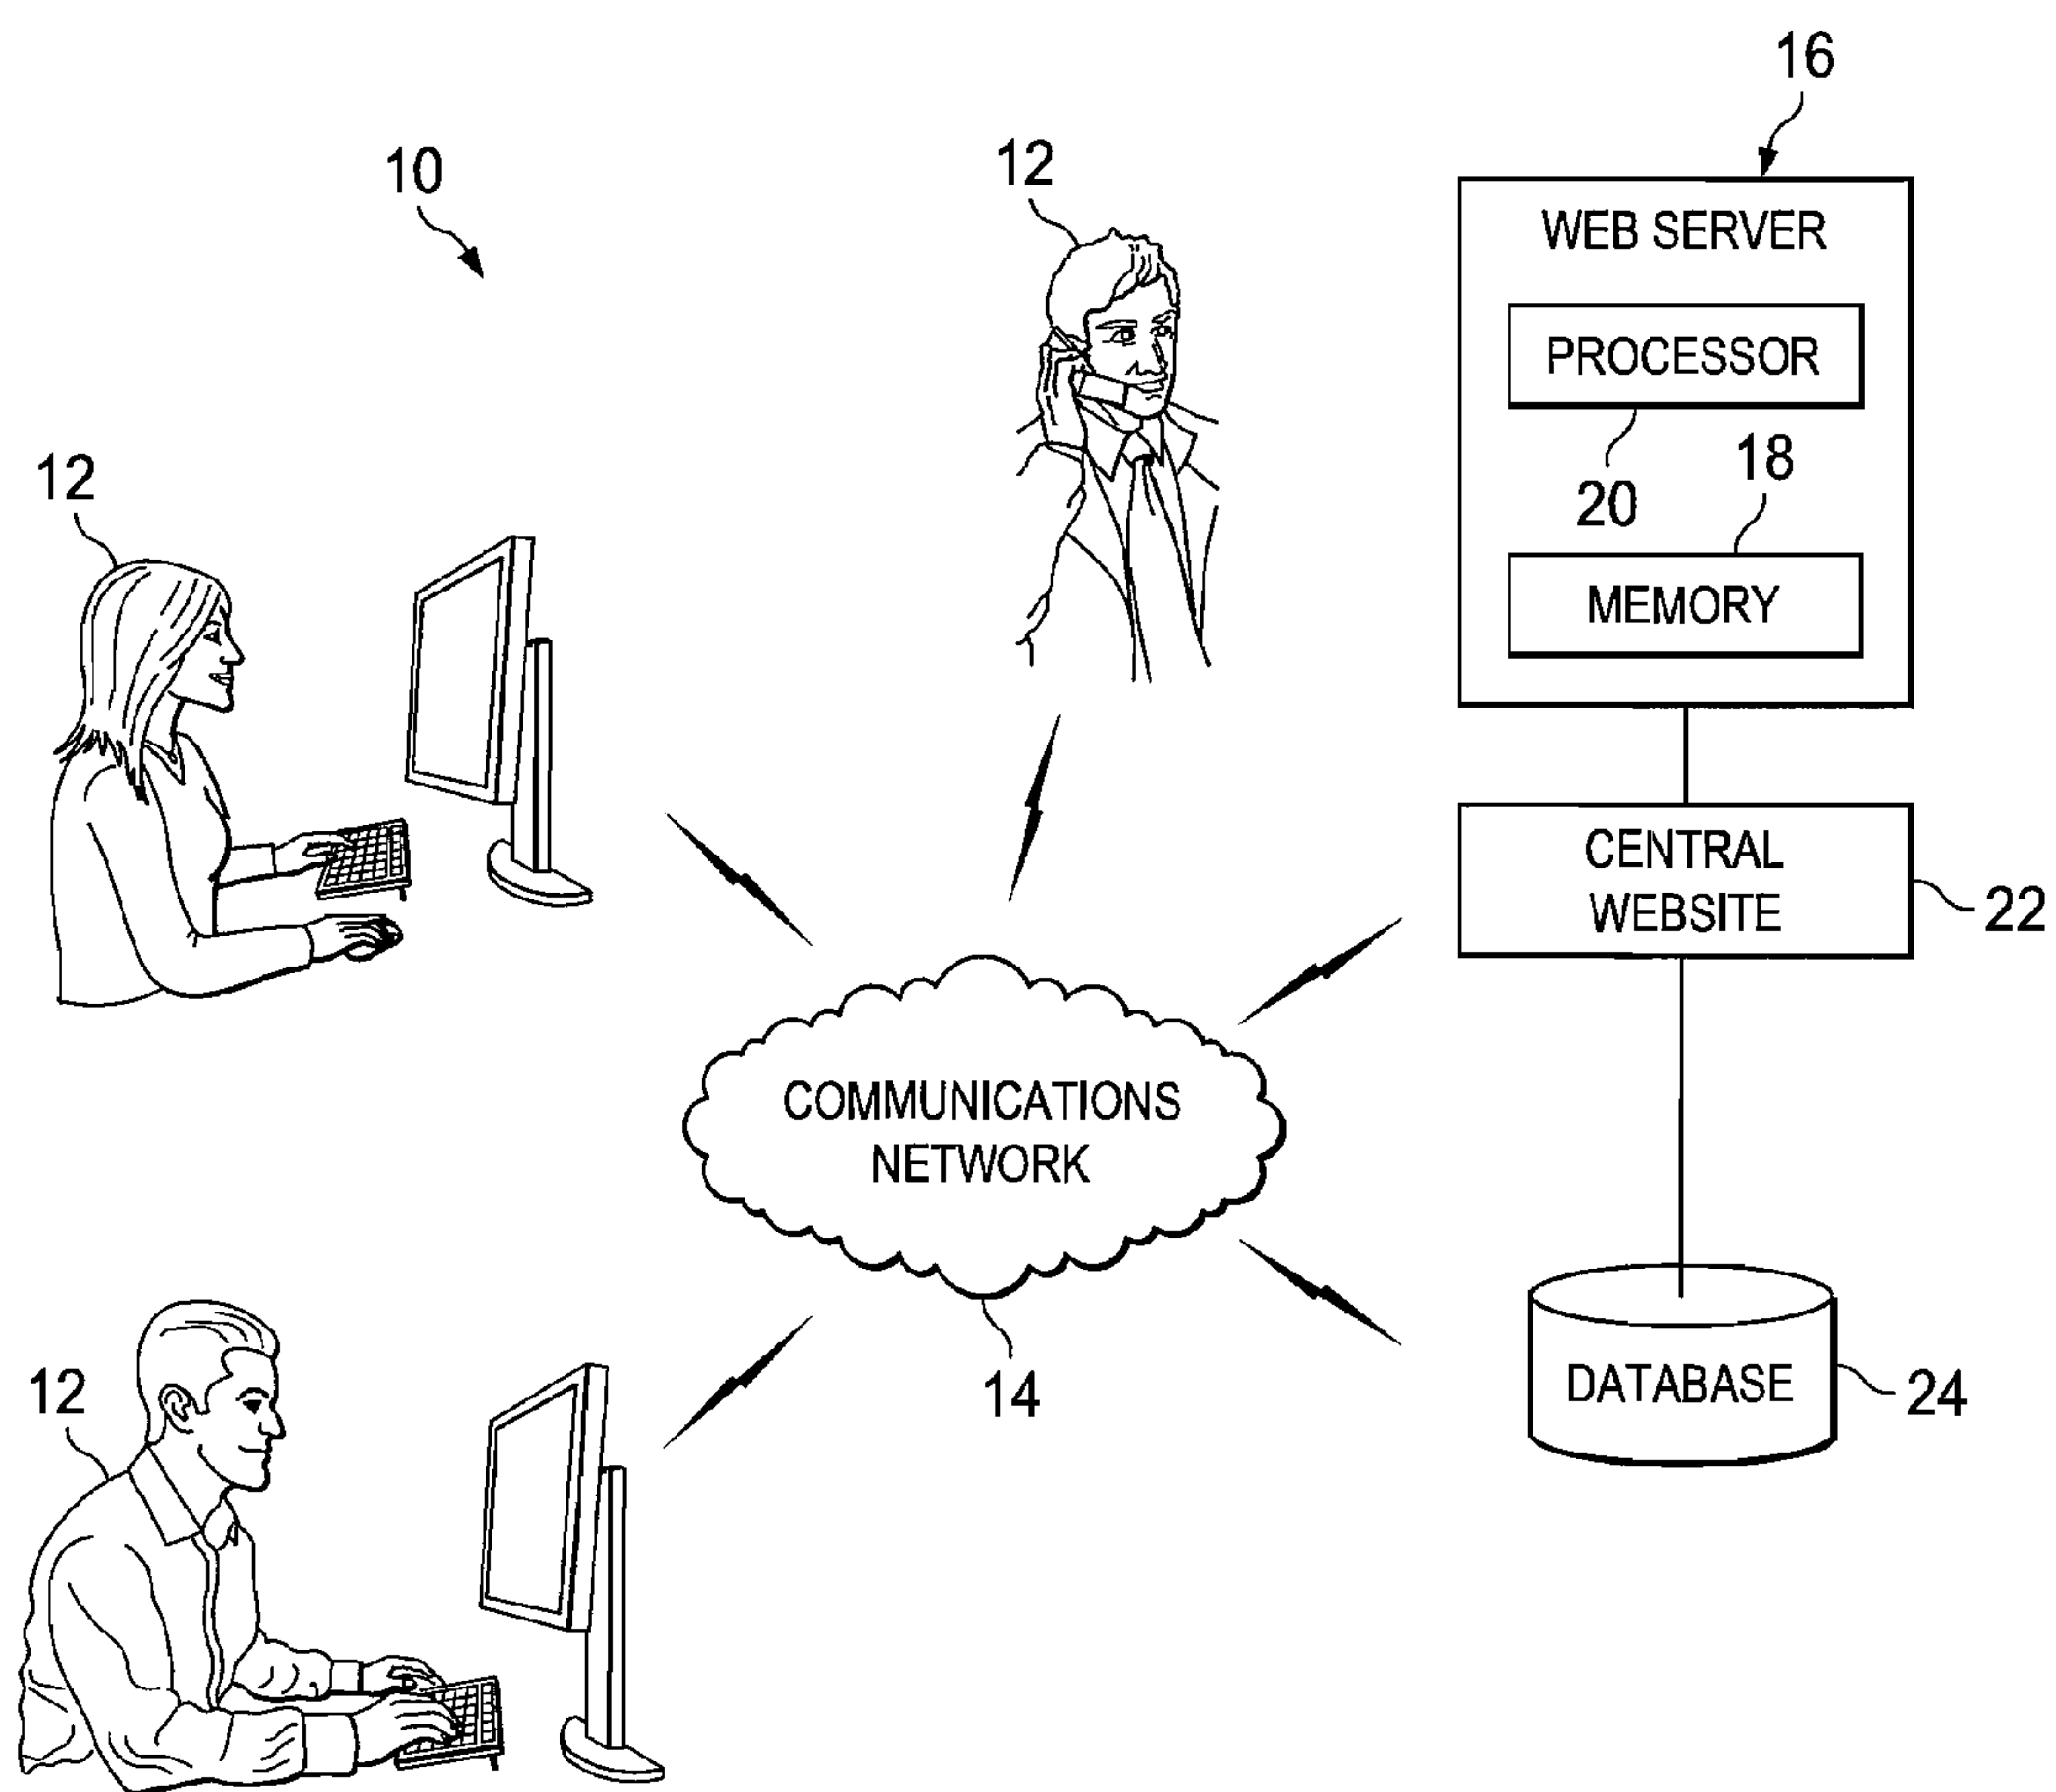 16
10
12
WEB SERVER
PROCESSOR
20
18
MEMORY
12
CENTRAL
WEBSITE
22
COMMUNICATIONS
NETWORK
14
DATABASE
24
12